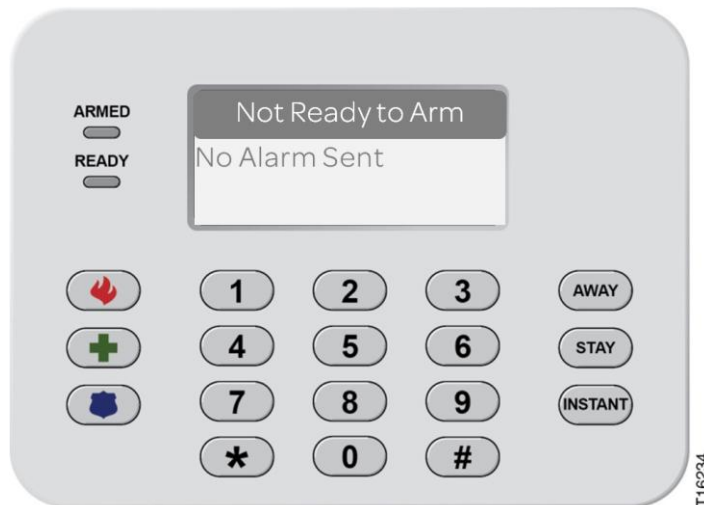 ARMED
READY
Not Ready to Arm
No Alarm Sent
1 2 3 AWAY
4 5 6 STAY
7 8 9 INSTANT
* 0 #
T16234